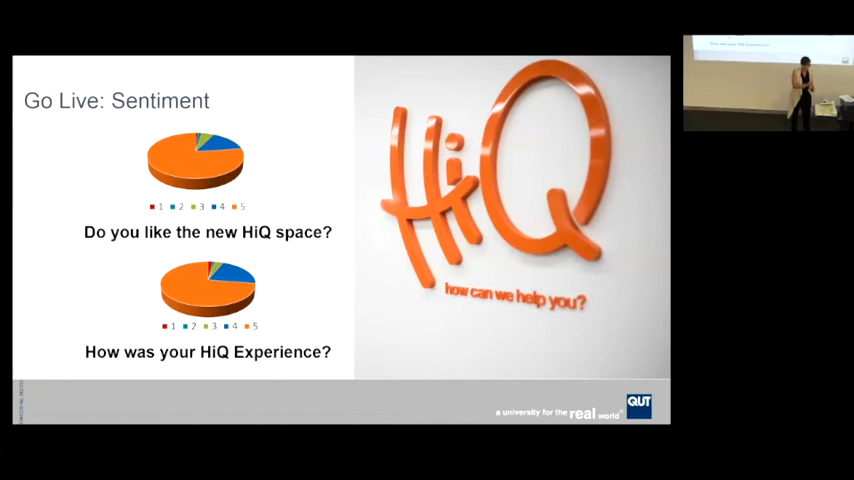 Go Live: Sentiment
1 2 3 4 5
Do you like the new HiQ space?
1 2 3 4 5
How was your HiQ Experience?
HiQ
how can we help you?
a university for the real world
QUT